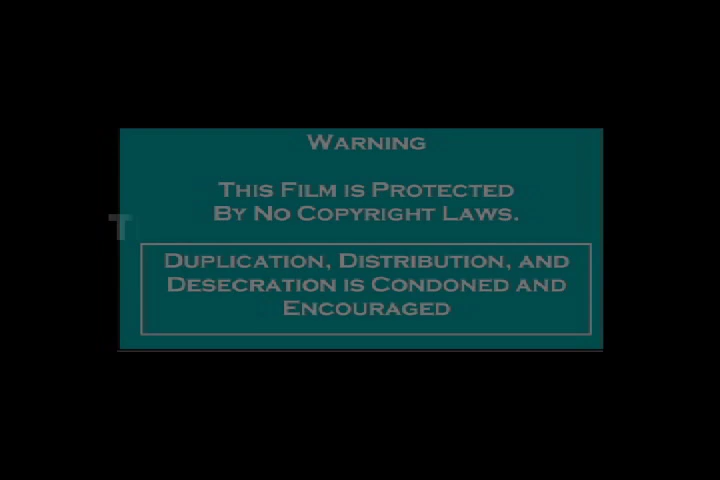 WARNING
THIS FILM IS PROTECTED
BY NO COPYRIGHT LAWS.
T
DUPLICATION, DISTRIBUTION, AND
DESECRATION IS CONDONED AND
ENCOURAGED